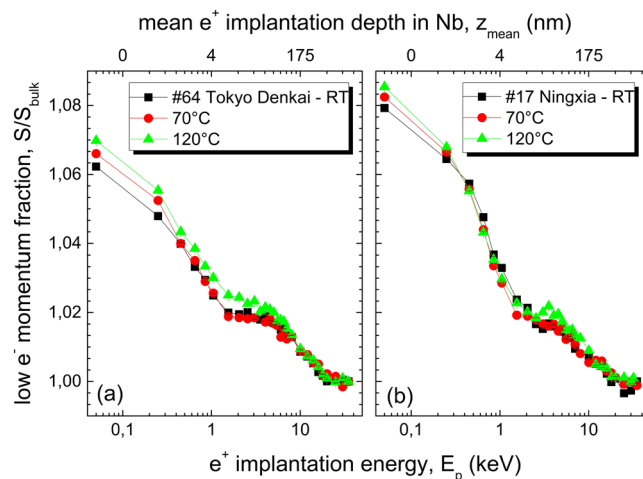 mean e+ implantation depth in Nb, zmean (nm)
0 4 175 0 4 175
#64 Tokyo Denkai - RT
70°C
120°C
#17 Ningxia - RT
70°C
120°C
low e- momentum fraction, S/Sbulk
1,08
1,06
1,04
1,02
1,00
(a) (b)
0,1 1 10 0,1 1 10
e+ implantation energy, Ep (keV)